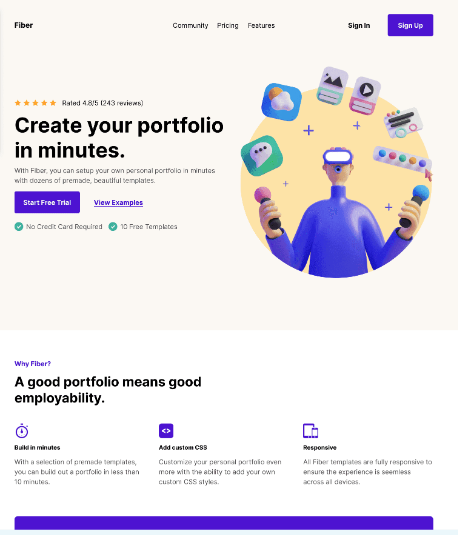 Fiber
Community Pricing Features
Sign In
Sign Up
Rated 4.8/5 (243 reviews)
Create your portfolio
in minutes.
With Fiber, you can setup your own personal portfolio in minutes
with dozens of premade, beautiful templates.
Start Free Trial
View Examples
No Credit Card Required
10 Free Templates
Why Fiber?
A good portfolio means good
employability.
Build in minutes
With a selection of premade templates,
you can build out a portfolio in less than
10 minutes.
Add custom CSS
Customize your personal portfolio even
more with the ability to add your own
custom CSS styles.
Responsive
All Fiber templates are fully responsive to
ensure the experience is seemless
across all devices.